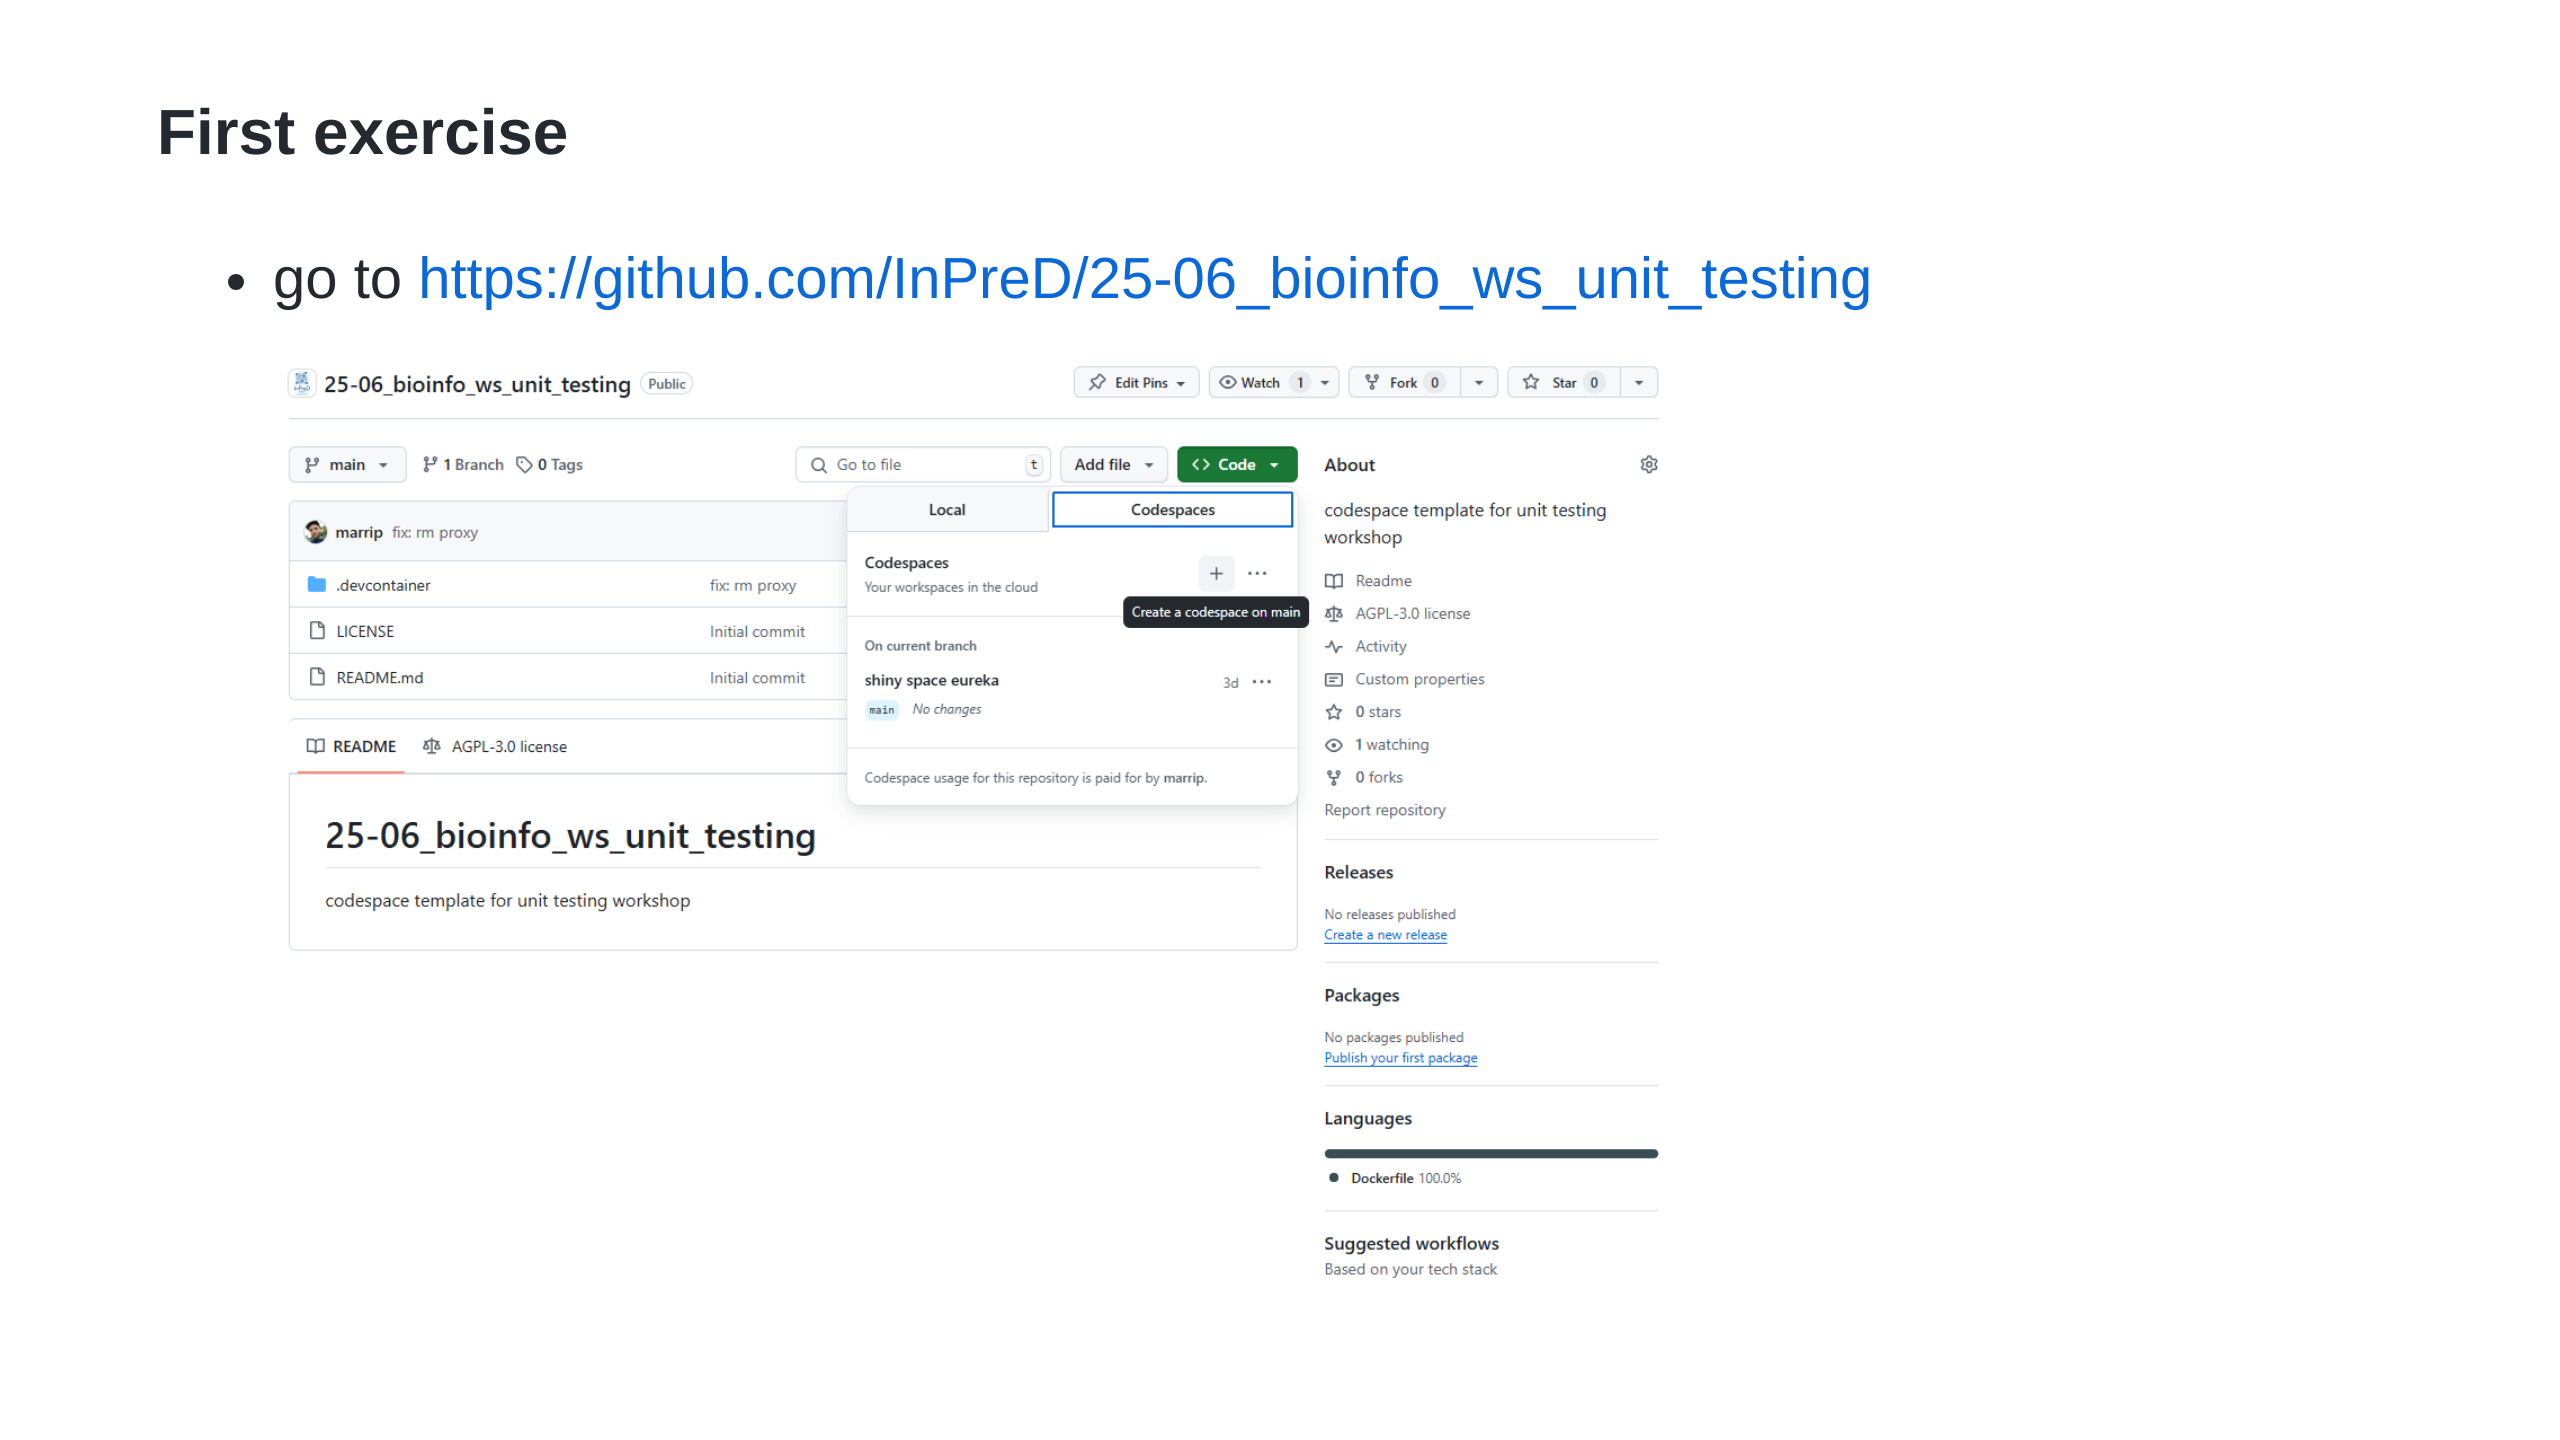 First exercise
• go to https://github.com/InPreD/25-06_bioinfo_ws_unit_testing
25-06_bioinfo_ws_unit_testing Public
Edit Pins Watch 1 Fork 0 Star 0
main 1 Branch 0 Tags
Go to file t Add file <> Code
Local Codespaces
marrip fix: rm proxy
.devcontainer fix: rm proxy
LICENSE Initial commit
README.md Initial commit
Codespaces
Your workspaces in the cloud
+ ...
Create a codespace on main
On current branch
shiny space eureka 3d ...
main No changes
Codespace usage for this repository is paid for by marrip.
README AGPL-3.0 license
25-06_bioinfo_ws_unit_testing
codespace template for unit testing workshop
About
codespace template for unit testing
workshop
Readme
AGPL-3.0 license
Activity
Custom properties
0 stars
1 watching
0 forks
Report repository
Releases
No releases published
Create a new release
Packages
No packages published
Publish your first package
Languages
Dockerfile 100.0%
Suggested workflows
Based on your tech stack